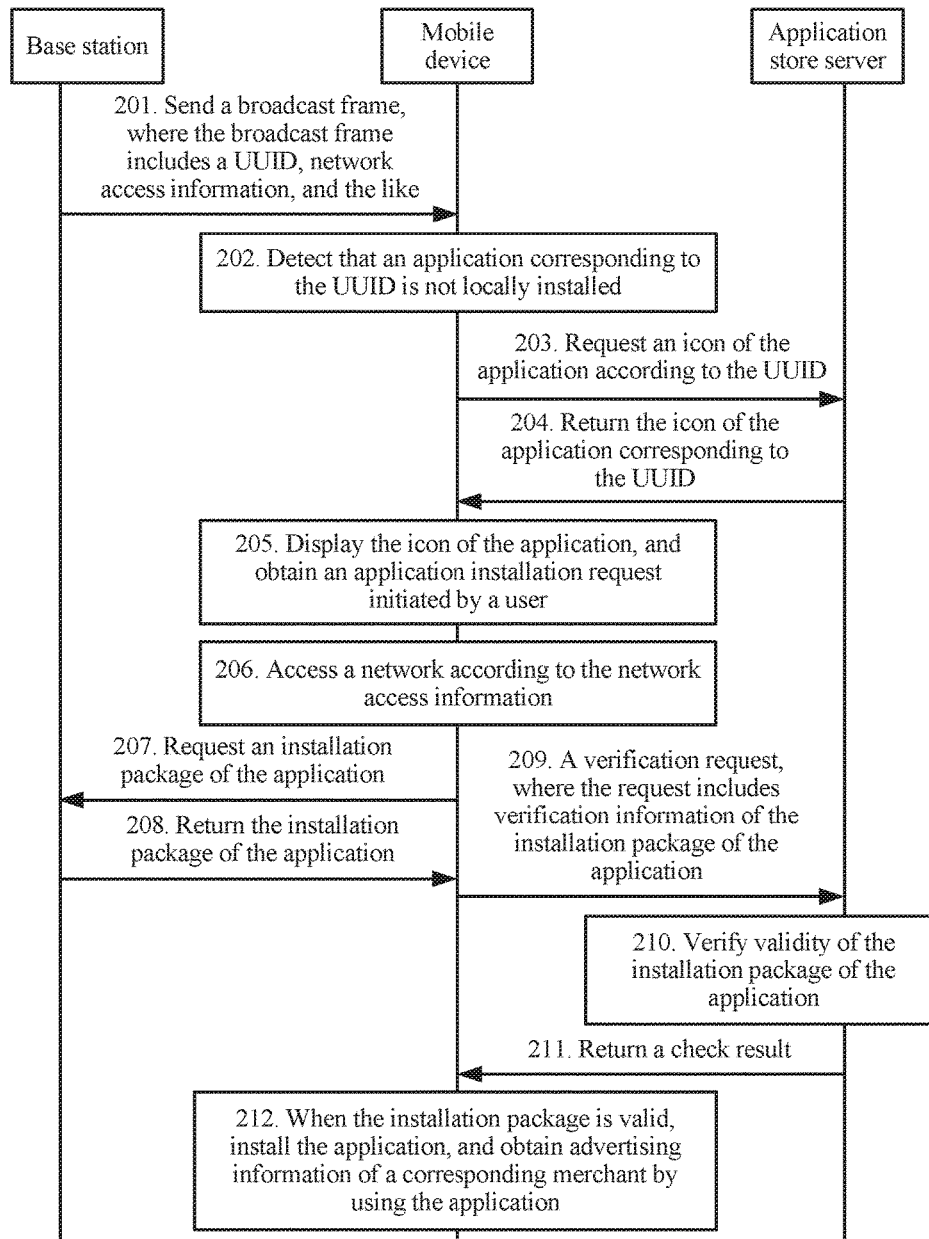 Base station
Mobile
device
Application
store server
201. Send a broadcast frame,
where the broadcast frame
includes a UUID, network
access information, and the like
202. Detect that an application corresponding to
the UUID is not locally installed
203. Request an icon of the
application according to the UUID
204. Return the icon of the
application corresponding to
the UUID
205. Display the icon of the application, and
obtain an application installation request
initiated by a user
206. Access a network according to the network
access information
207. Request an installation
package of the application
208. Return the installation
package of the application
209. A verification request,
where the request includes
verification information of the
installation package of the
application
210. Verify validity of the
installation package of the
application
211. Return a check result
212. When the installation package is valid,
install the application, and obtain advertising
information of a corresponding merchant by
using the application